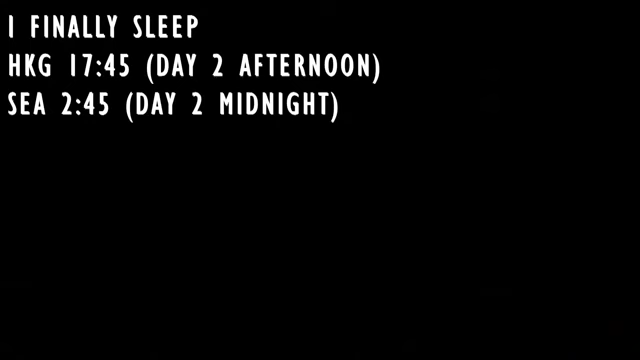 I FINALLY SLEEP
HKG 17:45 (DAY 2 AFTERNOON)
SEA 2:45 (DAY 2 MIDNIGHT)